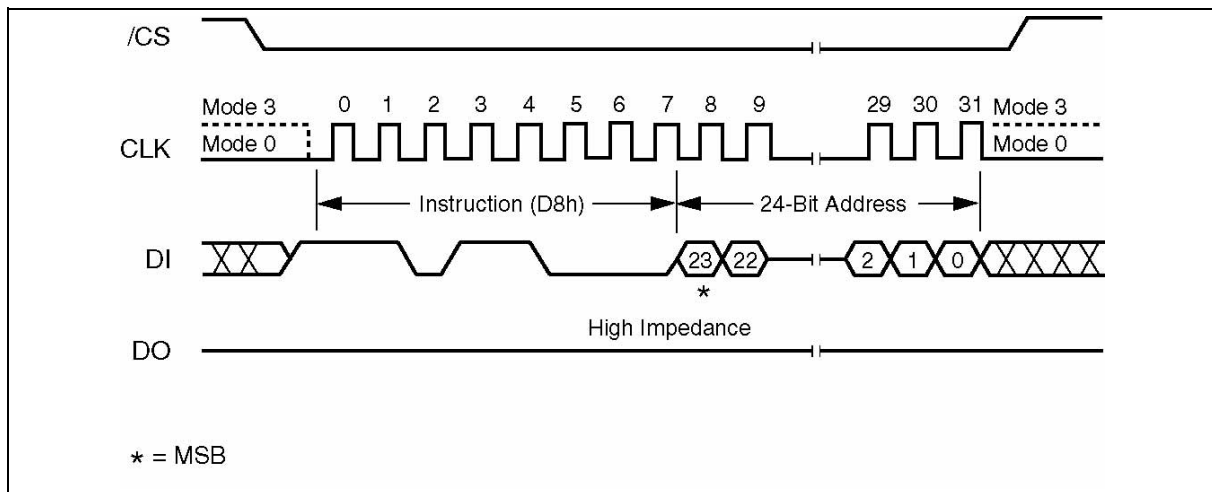 /CS
Mode 3 0 1 2 3 4 5 6 7 8 9 29 30 31 Mode 3
CLK Mode 0 Mode 0
Instruction (D8h) 24-Bit Address
DI 23 22 2 1 0
*
High Impedance
DO
* = MSB